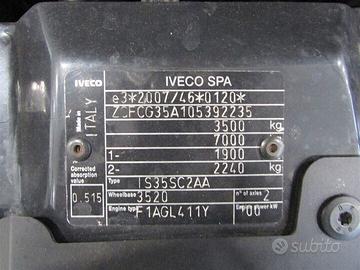 IVECO
IVECO SPA
Made in
ITALY
e3*2007/46*0120*
ZCFCG35A105392235
3500 kg
7000 kg
1- 1900 kg
2- 2240 kg
Corrected absorption value
0.515
Type IS35SC2AA
n° of axles 2
Wheelbase 3520
Engine type F1AGL411Y
Engine power kW
subito